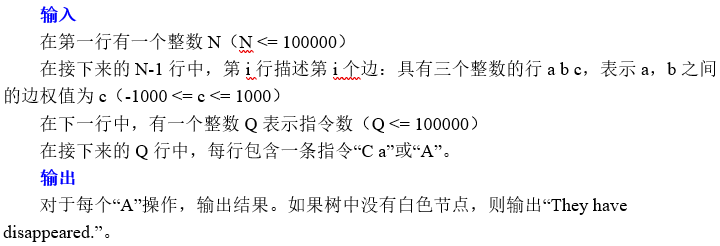 输入
在第一行有一个整数 N（N <= 100000）
在接下来的 N-1 行中，第 i 行描述第 i 个边：具有三个整数的行 a b c，表示 a，b 之间
的边权值为 c（-1000 <= c <= 1000）
在下一行中，有一个整数 Q 表示指令数（Q <= 100000）
在接下来的 Q 行中，每行包含一条指令“C a”或“A”。
输出
对于每个“A”操作，输出结果。如果树中没有白色节点，则输出“They have
disappeared.”。